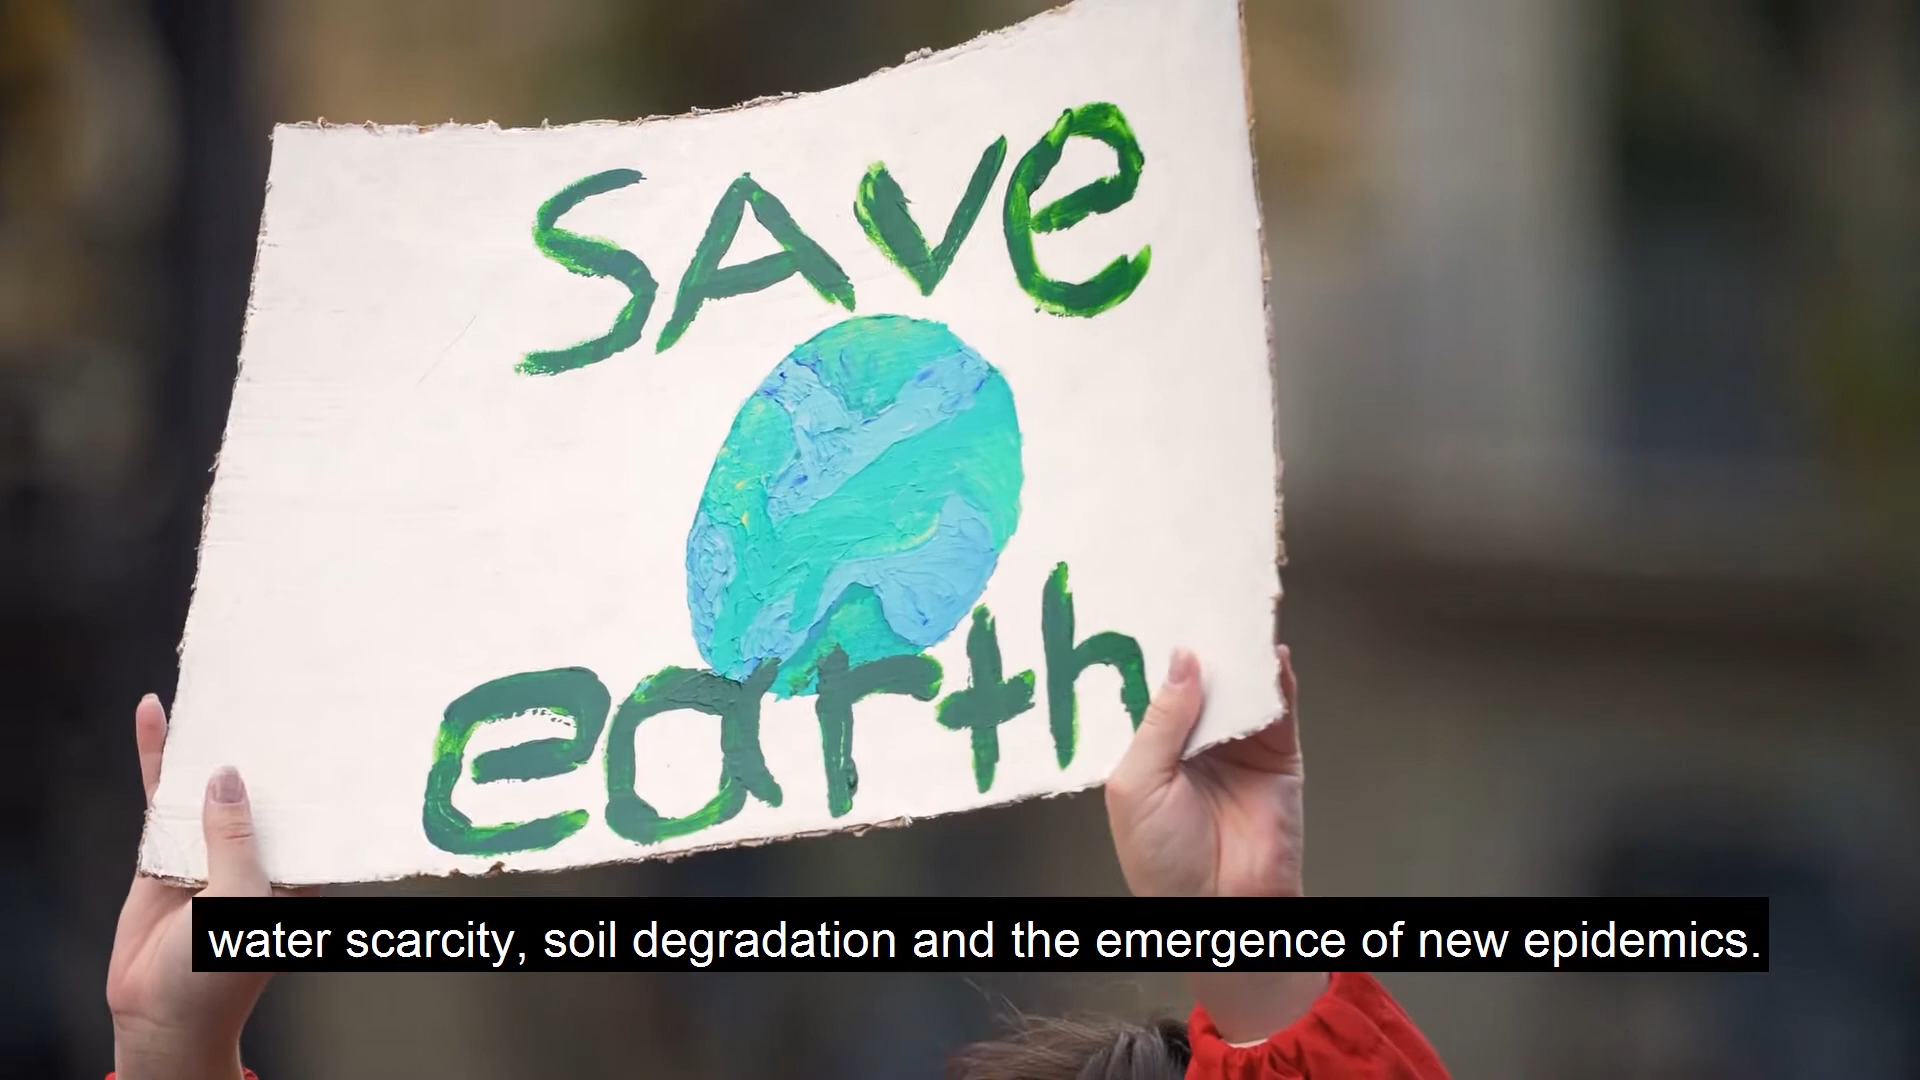 SAve
earth
water scarcity, soil degradation and the emergence of new epidemics.